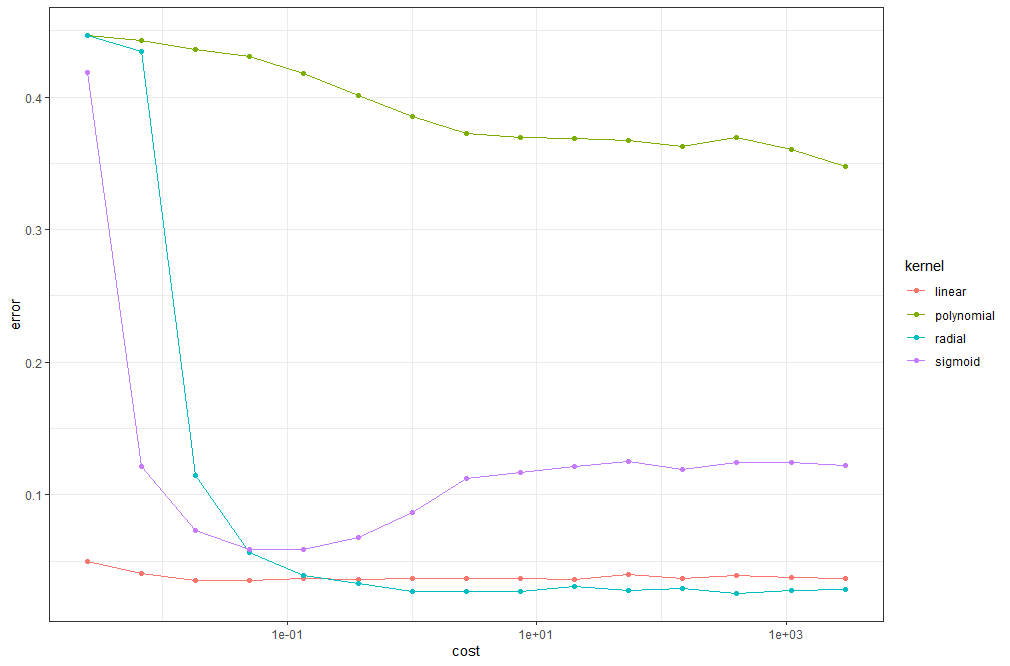 0.4
0.3
0.2
0.1
error
1e-01
1e+01
1e+03
cost
kernel
linear
polynomial
radial
sigmoid